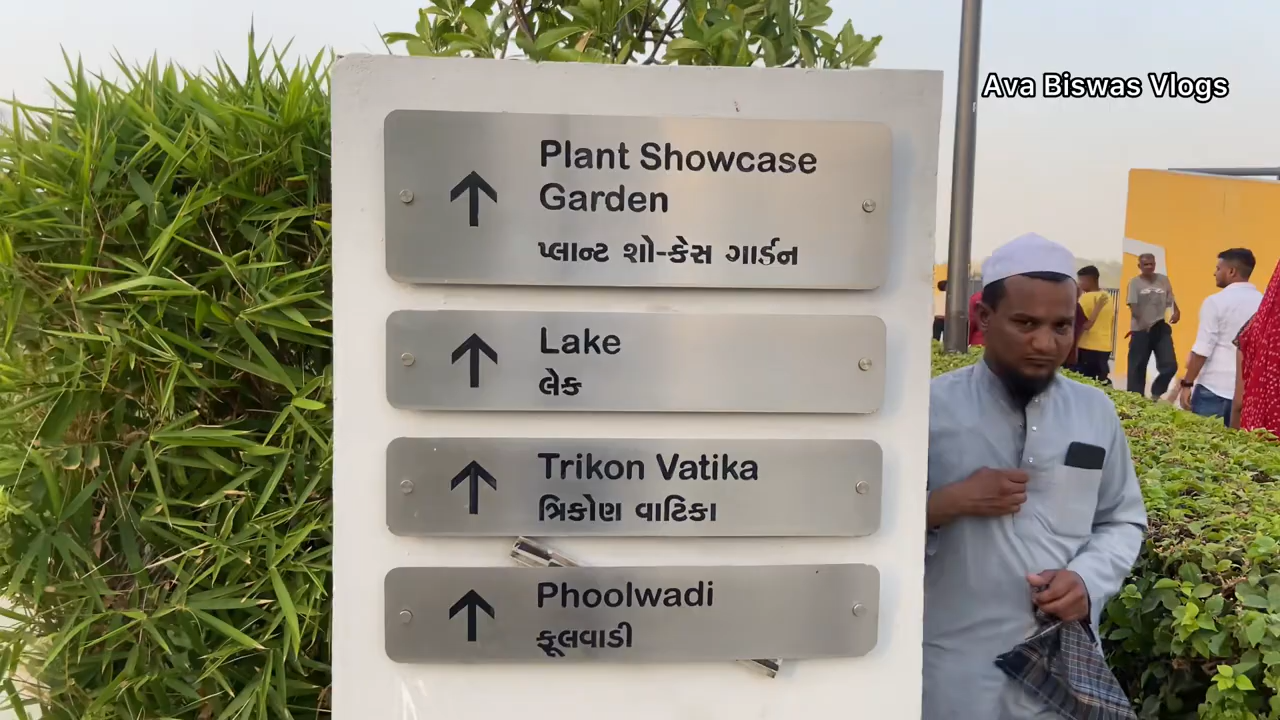 Ava Biswas Vlogs
Plant Showcase
Garden
પ્લાન્ટ શો-કેસ ગાર્ડન
Lake
લેક
Trikon Vatika
ત્રિકોણ વાટિકા
Phoolwadi
ફૂલવાડી